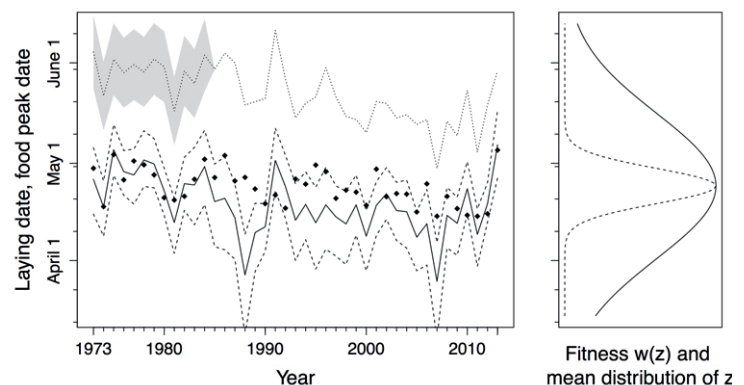 Laying date, food peak date
June 1
May 1
April 1
1973
1980
1990
2000
2010
Year
Fitness w(z) and
mean distribution of z